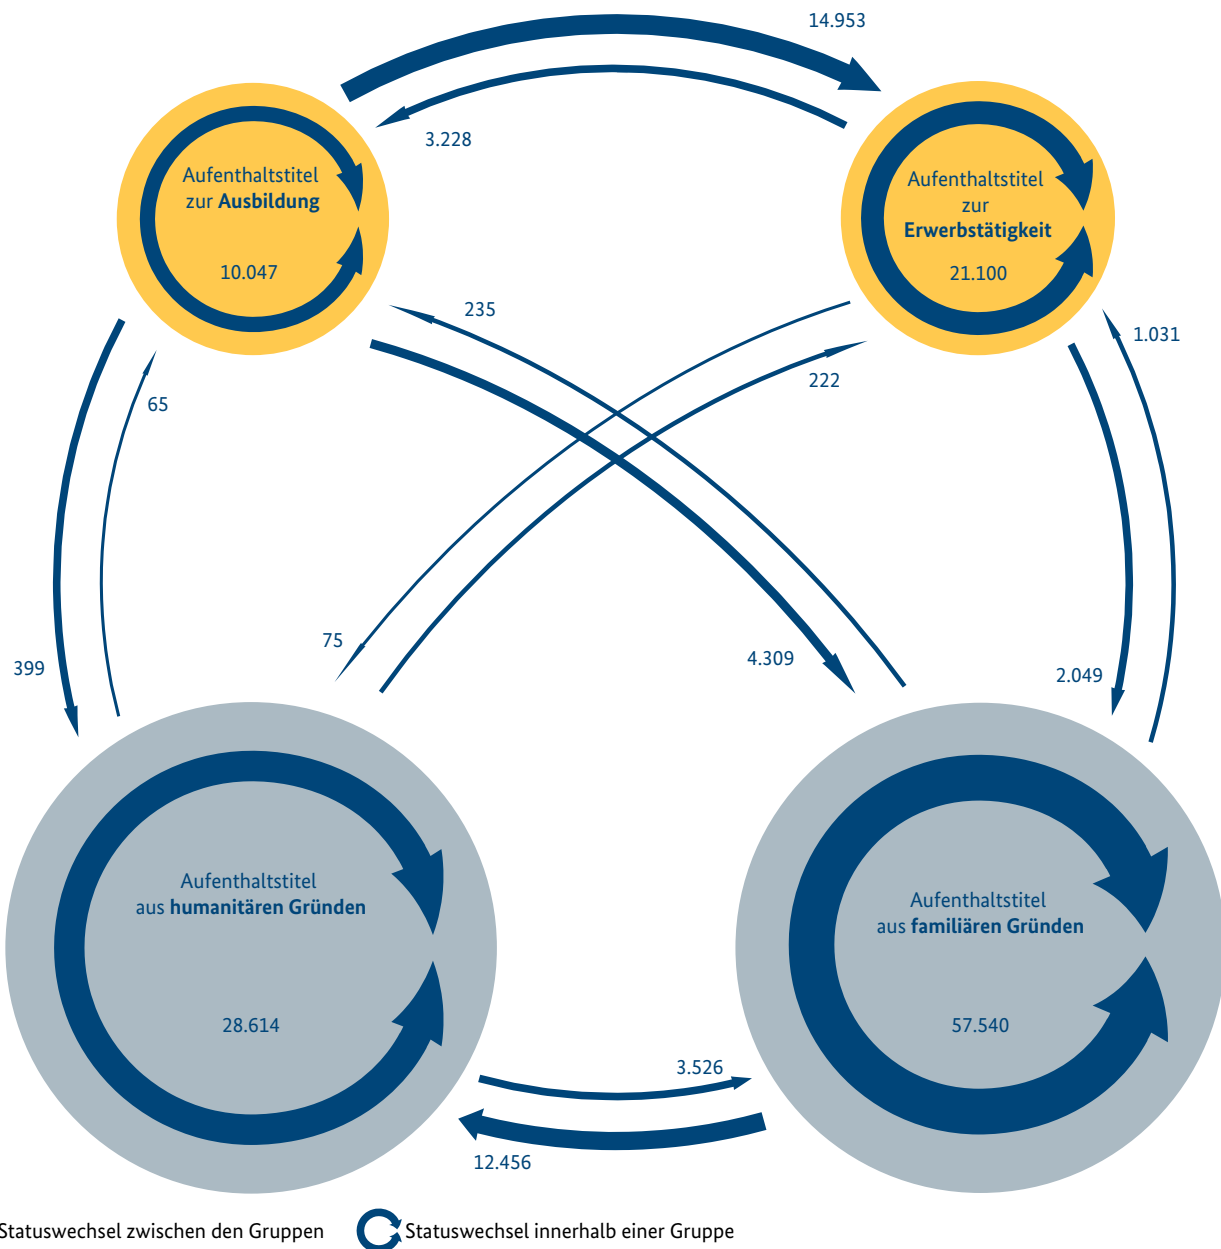 14.953
3.228
Aufenthaltstitel
zur Ausbildung
10.047
Aufenthaltstitel
zur
Erwerbstätigkeit
21.100
235
222
1.031
65
399
75
4.309
2.049
Aufenthaltstitel
aus humanitären Gründen
28.614
Aufenthaltstitel
aus familiären Gründen
57.540
3.526
12.456
Statuswechsel zwischen den Gruppen
Statuswechsel innerhalb einer Gruppe